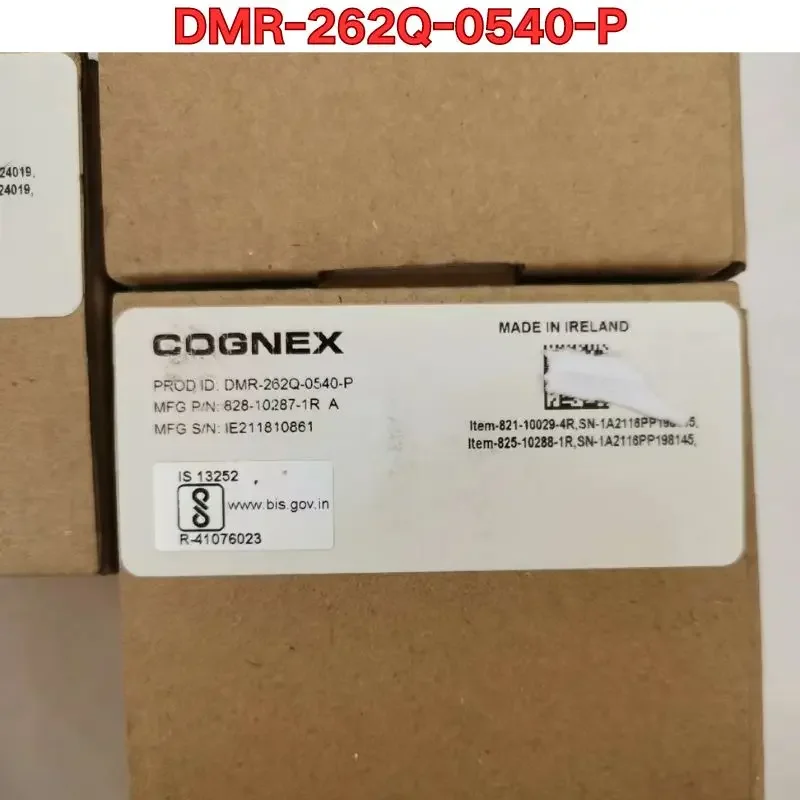 DMR-262Q-0540-P
24019,
24019,
COGNEX
MADE IN IRELAND
PROD ID: DMR-262Q-0540-P
MFG P/N: 828-10287-1R A
MFG S/N: IE211810861
Item-821-10029-4R,
Item-825-10288-1R,SN-1A2118PP198145,
IS 13252
www.bis.gov.in
R-41076023